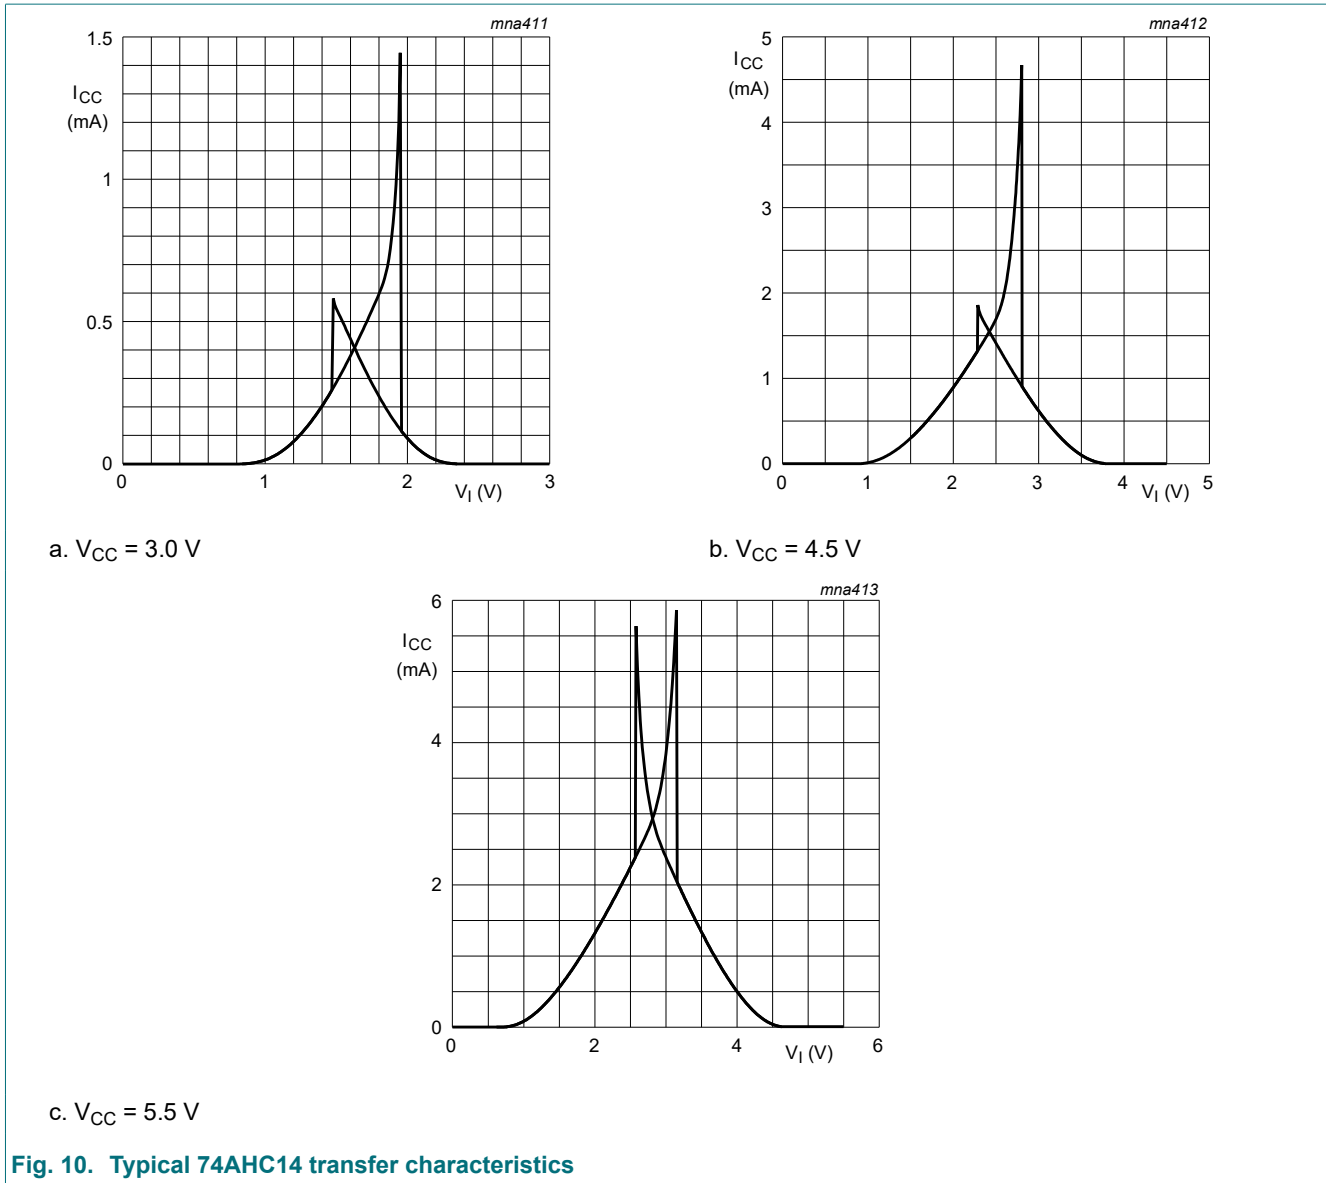 mna411
1.5
ICC
(mA)
1
0.5
0
0 1 2 3
VI (V)
a. VCC = 3.0 V
mna412
5
ICC
(mA)
4
3
2
1
0
0 1 2 3 4 5
VI (V)
b. VCC = 4.5 V
mna413
6
ICC
(mA)
4
2
0
0 2 4 6
VI (V)
c. VCC = 5.5 V
Fig. 10. Typical 74AHC14 transfer characteristics